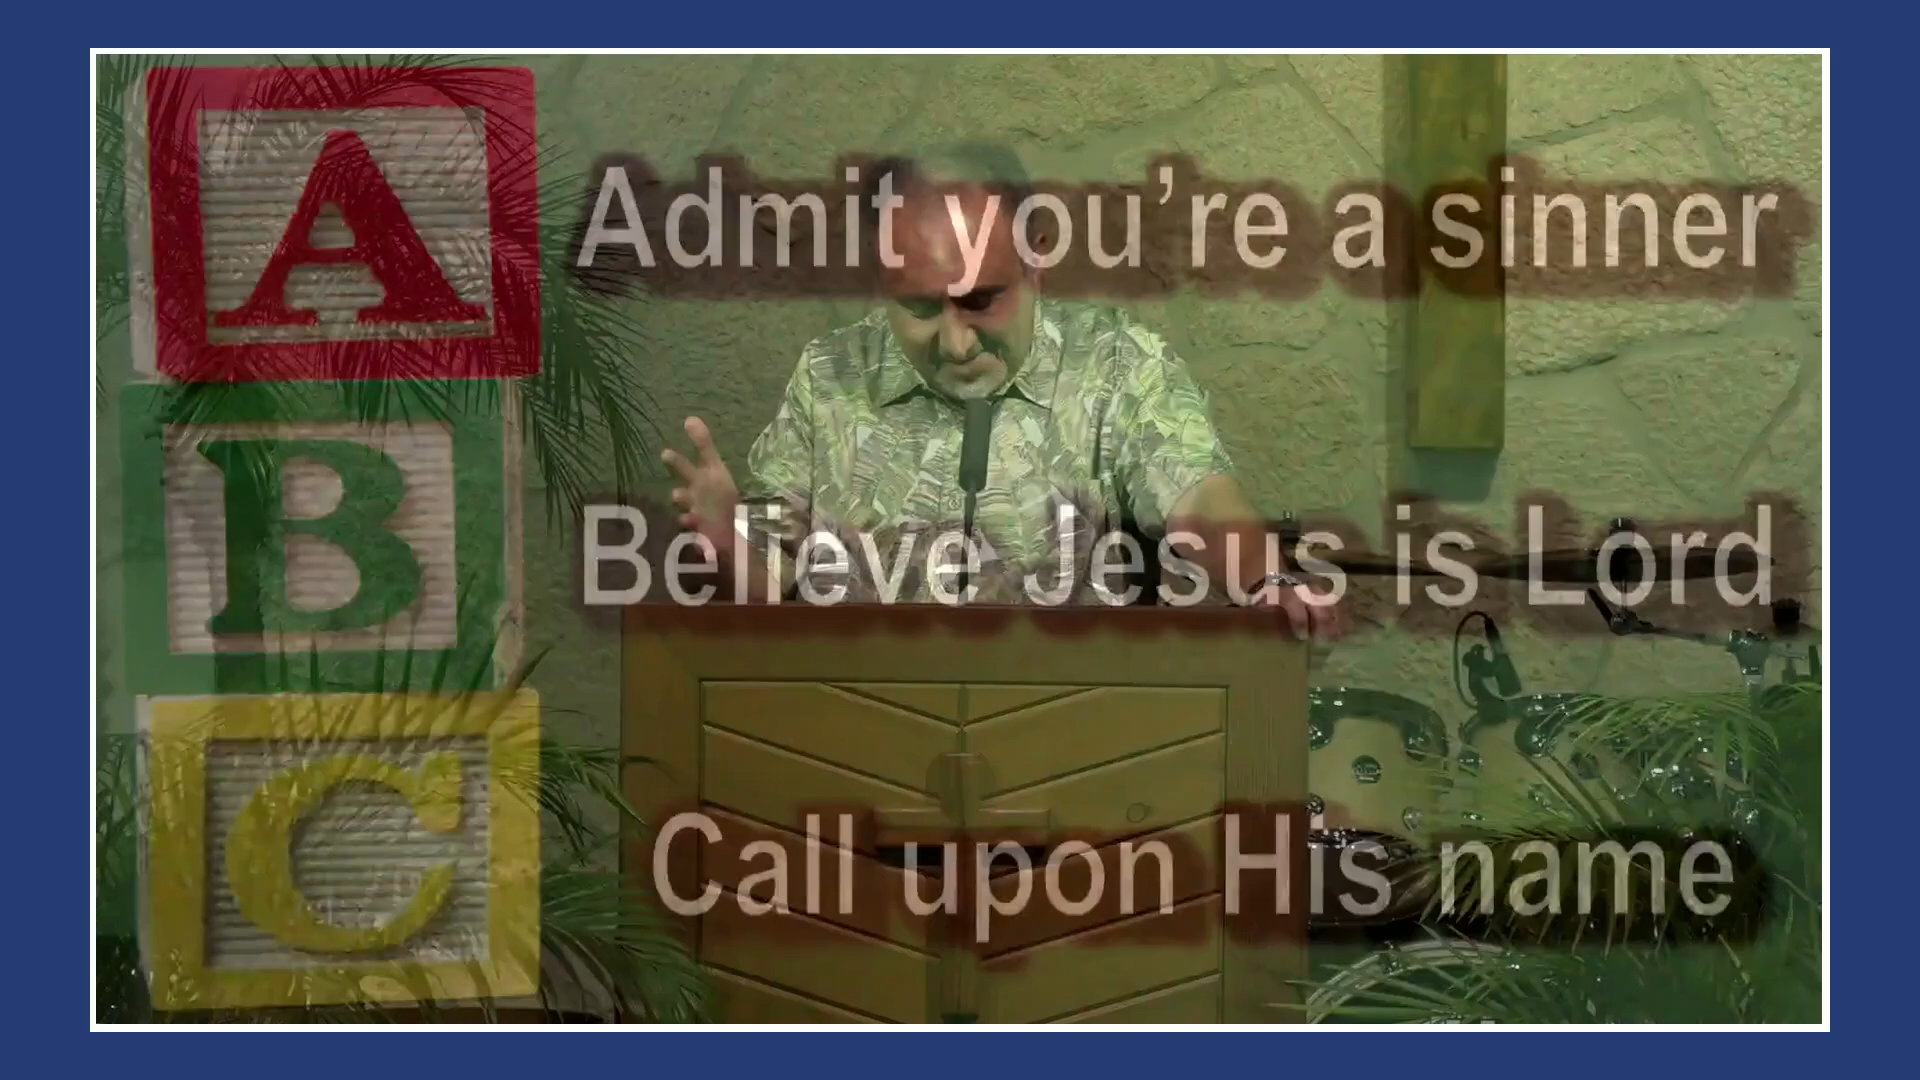 A
Admit you're a sinner
B
Believe Jesus is Lord
C
Call upon His name